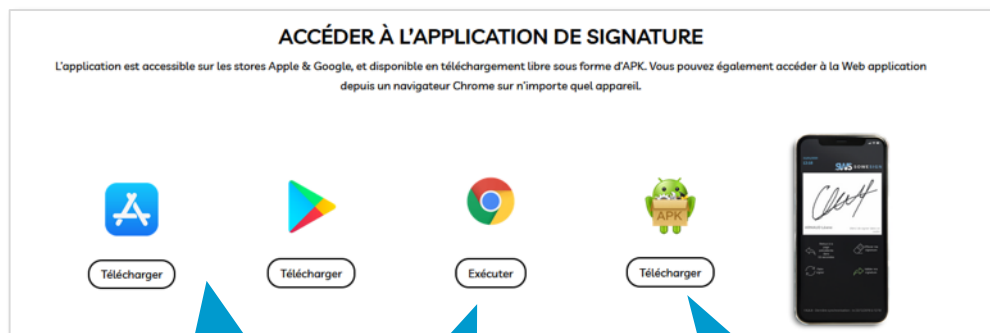 ACCÉDER À L'APPLICATION DE SIGNATURE
L'application est accessible sur les stores Apple & Google, et disponible en téléchargement libre sous forme d'APK. Vous pouvez également accéder à la Web application
depuis un navigateur Chrome sur n'importe quel appareil.
APK
Télécharger
Télécharger
Exécuter
Télécharger